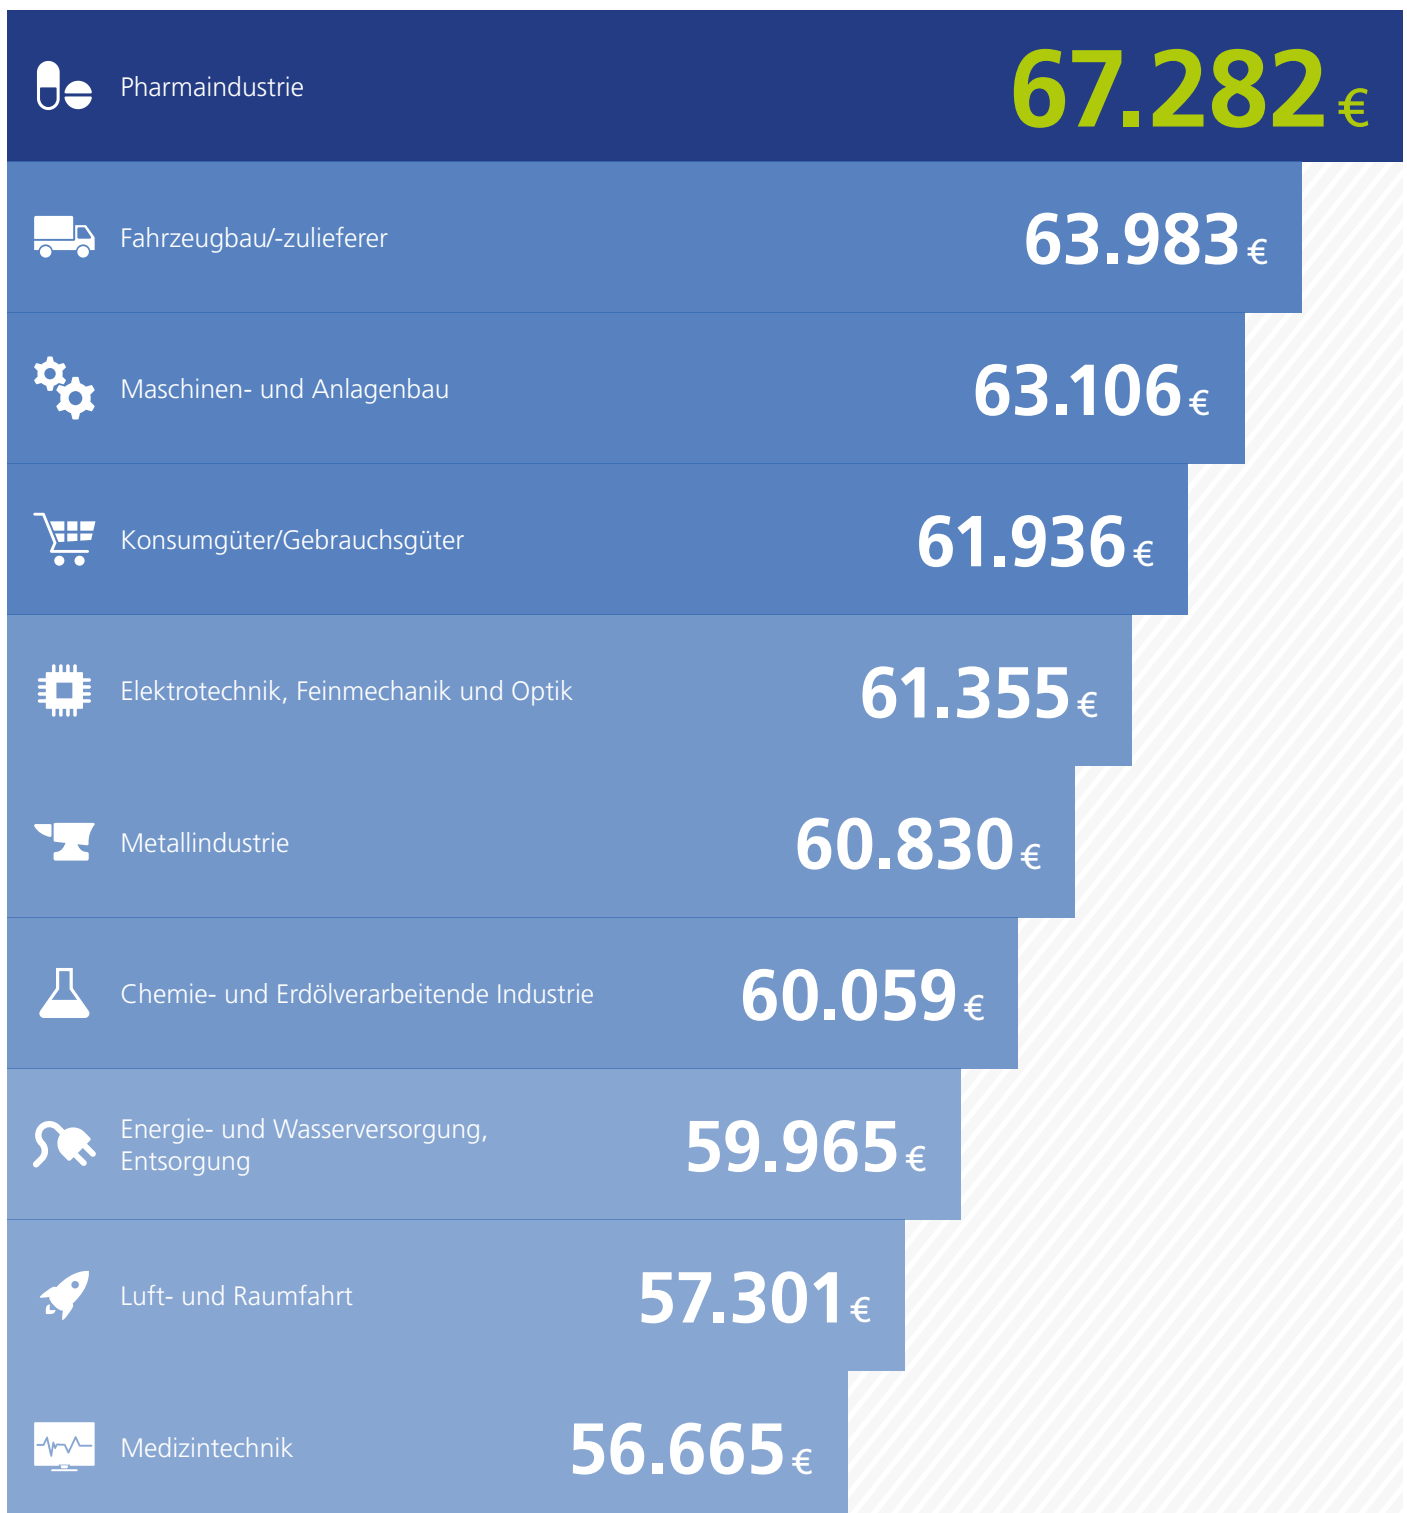 Pharmaindustrie 67.282 €
Fahrzeugbau/-zulieferer 63.983 €
Maschinen- und Anlagenbau 63.106 €
Konsumgüter/Gebrauchsgüter 61.936 €
Elektrotechnik, Feinmechanik und Optik 61.355 €
Metallindustrie 60.830 €
Chemie- und Erdölverarbeitende Industrie 60.059 €
Energie- und Wasserversorgung,
Entsorgung 59.965 €
Luft- und Raumfahrt 57.301 €
Medizintechnik 56.665 €